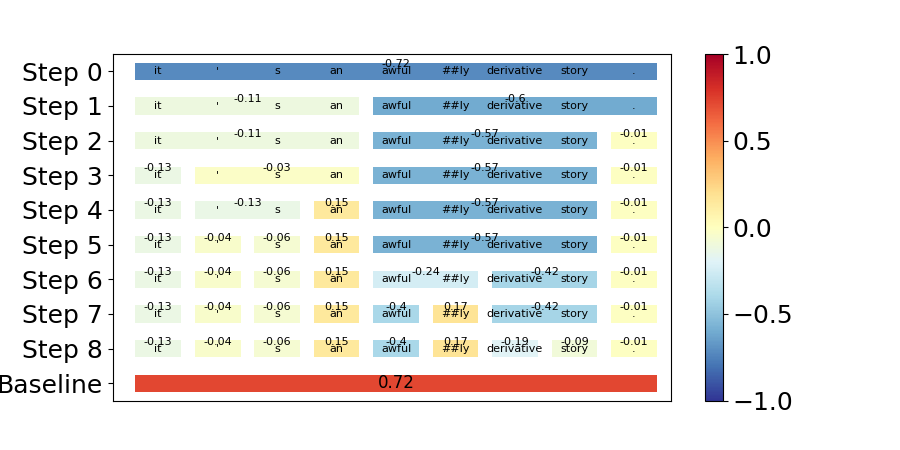 Step 0 it ' s an awful ##ly derivative story . -0.72
Step 1 it ' s an -0.11 awful ##ly derivative story . -0.6
Step 2 it ' s an -0.11 awful ##ly derivative story -0.57 . -0.01
Step 3 it -0.13 ' s an -0.03 awful ##ly derivative story -0.57 . -0.01
Step 4 it -0.13 ' s -0.13 an 0.15 awful ##ly derivative story -0.57 . -0.01
Step 5 it -0.13 ' -0.04 s -0.06 an 0.15 awful ##ly derivative story -0.57 . -0.01
Step 6 it -0.13 ' -0.04 s -0.06 an 0.15 awful ##ly -0.24 derivative story -0.42 . -0.01
Step 7 it -0.13 ' -0.04 s -0.06 an 0.15 awful -0.4 ##ly 0.17 derivative story -0.42 . -0.01
Step 8 it -0.13 ' -0.04 s -0.06 an 0.15 awful -0.4 ##ly 0.17 derivative -0.19 story -0.09 . -0.01
Baseline 0.72
1.0
0.5
0.0
−0.5
−1.0